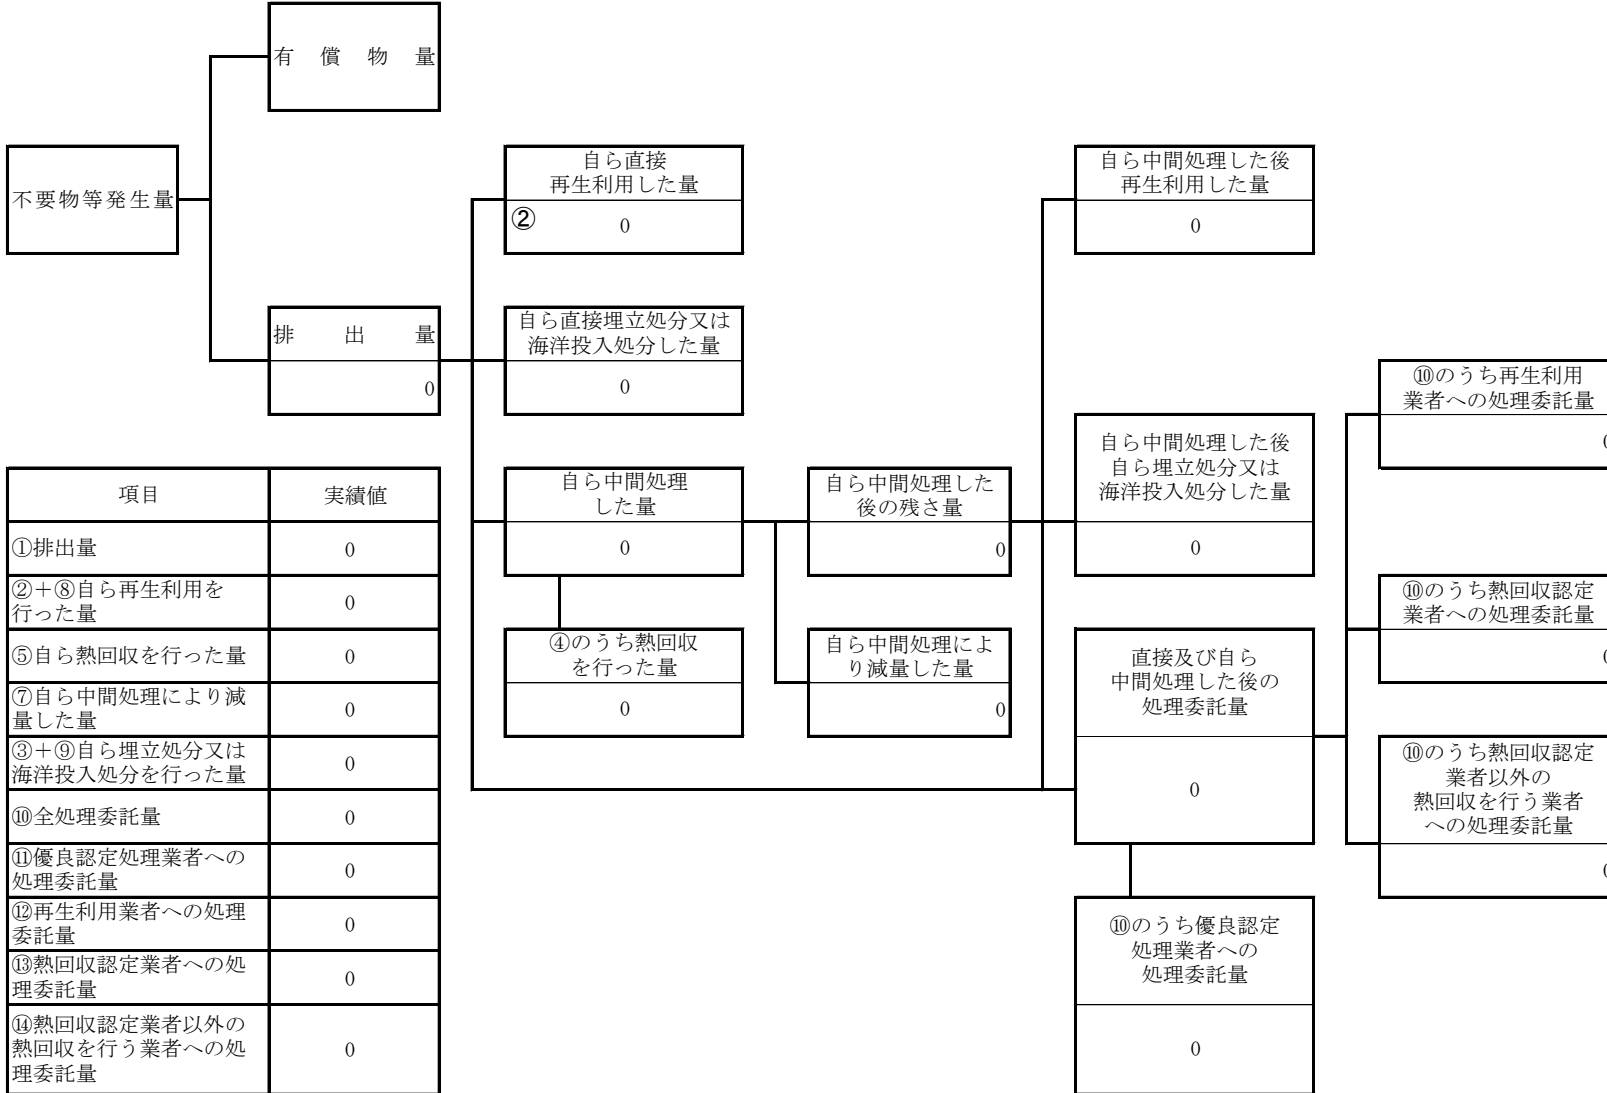 有償物量
不要物等発生量
自ら直接
再生利用した量
② 0
自ら中間処理した後
再生利用した量
0
排出量
0
自ら直接埋立処分又は
海洋投入処分した量
0
⑩のうち再生利用
業者への処理委託量
0
自ら中間処理
した量
0
自ら中間処理した
後の残さ量
0
自ら中間処理した後
自ら埋立処分又は
海洋投入処分した量
0
⑩のうち熱回収認定
業者への処理委託量
0
④のうち熱回収
を行った量
0
自ら中間処理によ
り減量した量
0
直接及び自ら
中間処理した後の
処理委託量
0
⑩のうち熱回収認定
業者以外の
熱回収を行う業者
への処理委託量
0
⑩のうち優良認定
処理業者への
処理委託量
0
項目 実績値
①排出量 0
②＋⑧自ら再生利用を
行った量 0
⑤自ら熱回収を行った量 0
⑦自ら中間処理により減
量した量 0
③＋⑨自ら埋立処分又は
海洋投入処分を行った量 0
⑩全処理委託量 0
⑪優良認定処理業者への
処理委託量 0
⑫再生利用業者への処理
委託量 0
⑬熱回収認定業者への処
理委託量 0
⑭熱回収認定業者以外の
熱回収を行う業者への処
理委託量 0